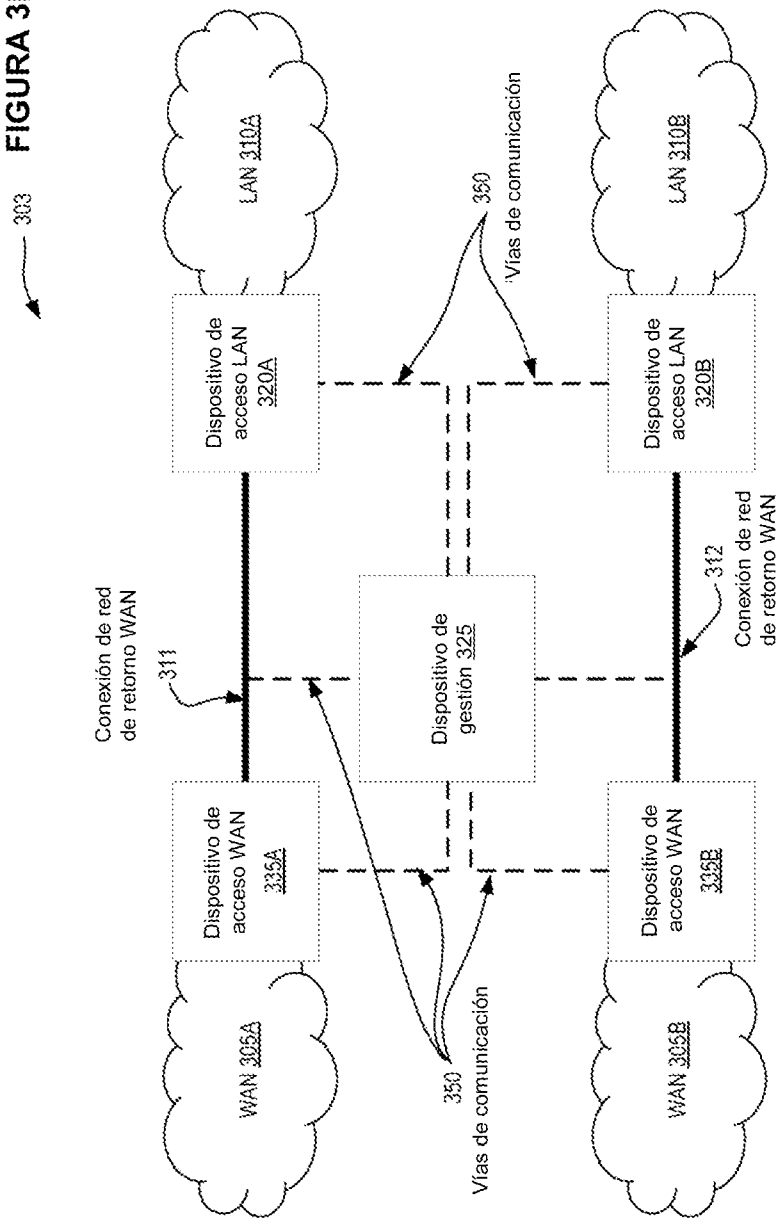 FIGURA 3
303
Conexión de red
de retorno WAN
311
WAN 305A
Dispositivo de
acceso WAN
335A
Dispositivo de
acceso LAN
320A
LAN 310A
350
Vías de comunicación
Dispositivo de
gestión 325
350
Vías de comunicación
WAN 305B
Dispositivo de
acceso WAN
335B
Dispositivo de
acceso LAN
320B
LAN 310B
312
Conexión de red
de retorno WAN